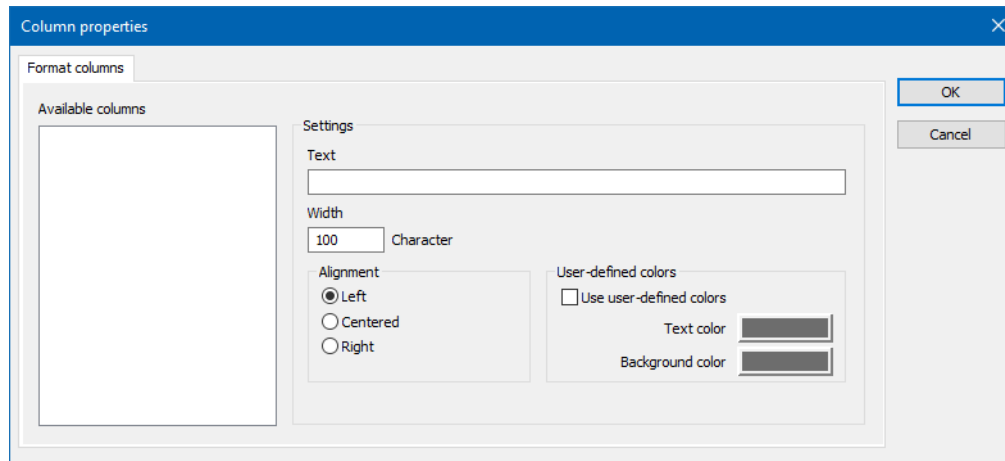 Column properties
Format columns
OK
Cancel
Available columns
Settings
Text
Width
100 Character
Alignment
Left
Centered
Right
User-defined colors
Use user-defined colors
Text color
Background color